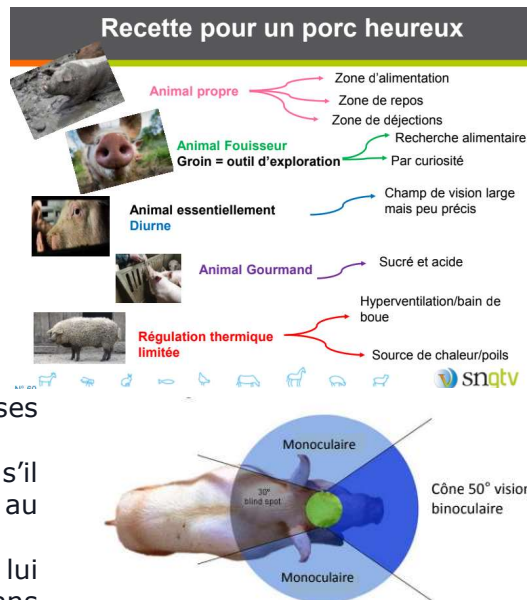 Recette pour un porc heureux
Animal propre
Zone d'alimentation
Zone de repos
Zone de déjections
Animal Fouisseur
Groin = outil d'exploration
Recherche alimentaire
Par curiosité
Animal essentiellement
Diurne
Champ de vision large
mais peu précis
Animal Gourmand
Sucré et acide
Régulation thermique
limitée
Hyperventilation/bain de
boue
Source de chaleur/poils
snqtv
ses
s'il
au
lui
Monoculaire
30°
blind spot
Cône 50° vision
binoculaire
Monoculaire